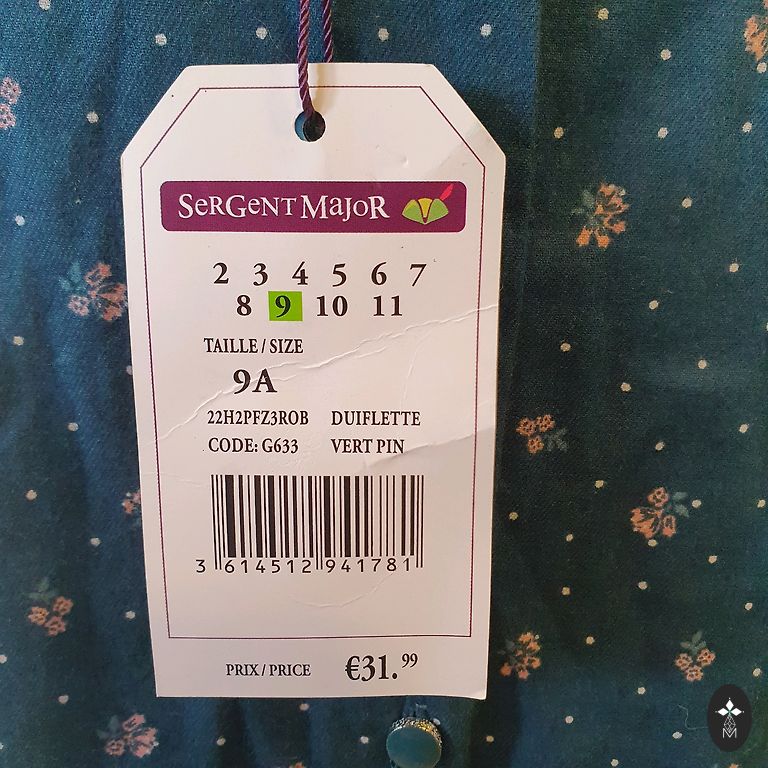 SerGent Major
2 3 4 5 6 7
8 9 10 11
TAILLE / SIZE
9A
22H2PFZ3ROB DUIFLETTE
CODE: G633 VERT PIN
3 614512 941781
PRIX / PRICE €31.99
M